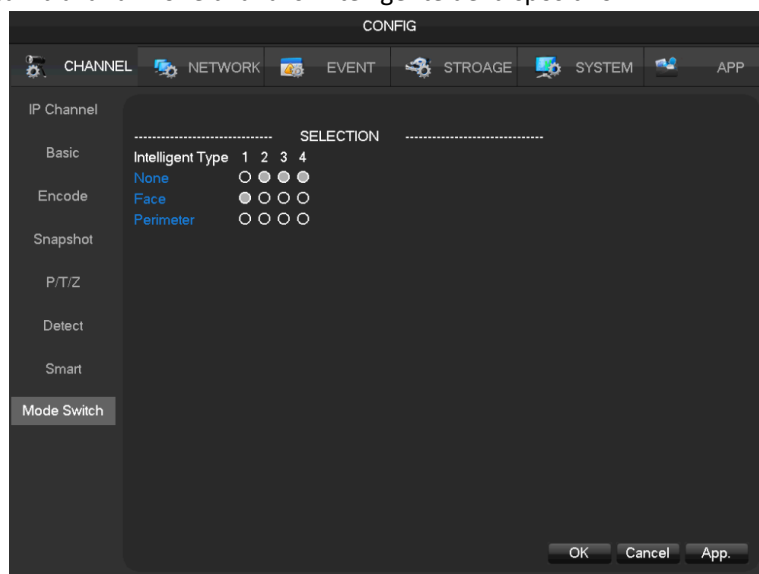 CONFIG
CHANNEL NETWORK EVENT STROAGE SYSTEM APP
IP Channel
Basic
Encode
Snapshot
P/T/Z
Detect
Smart
Mode Switch
------------------------------ SELECTION ------------------------------
Intelligent Type 1 2 3 4
None
Face
Perimeter
OK Cancel App.